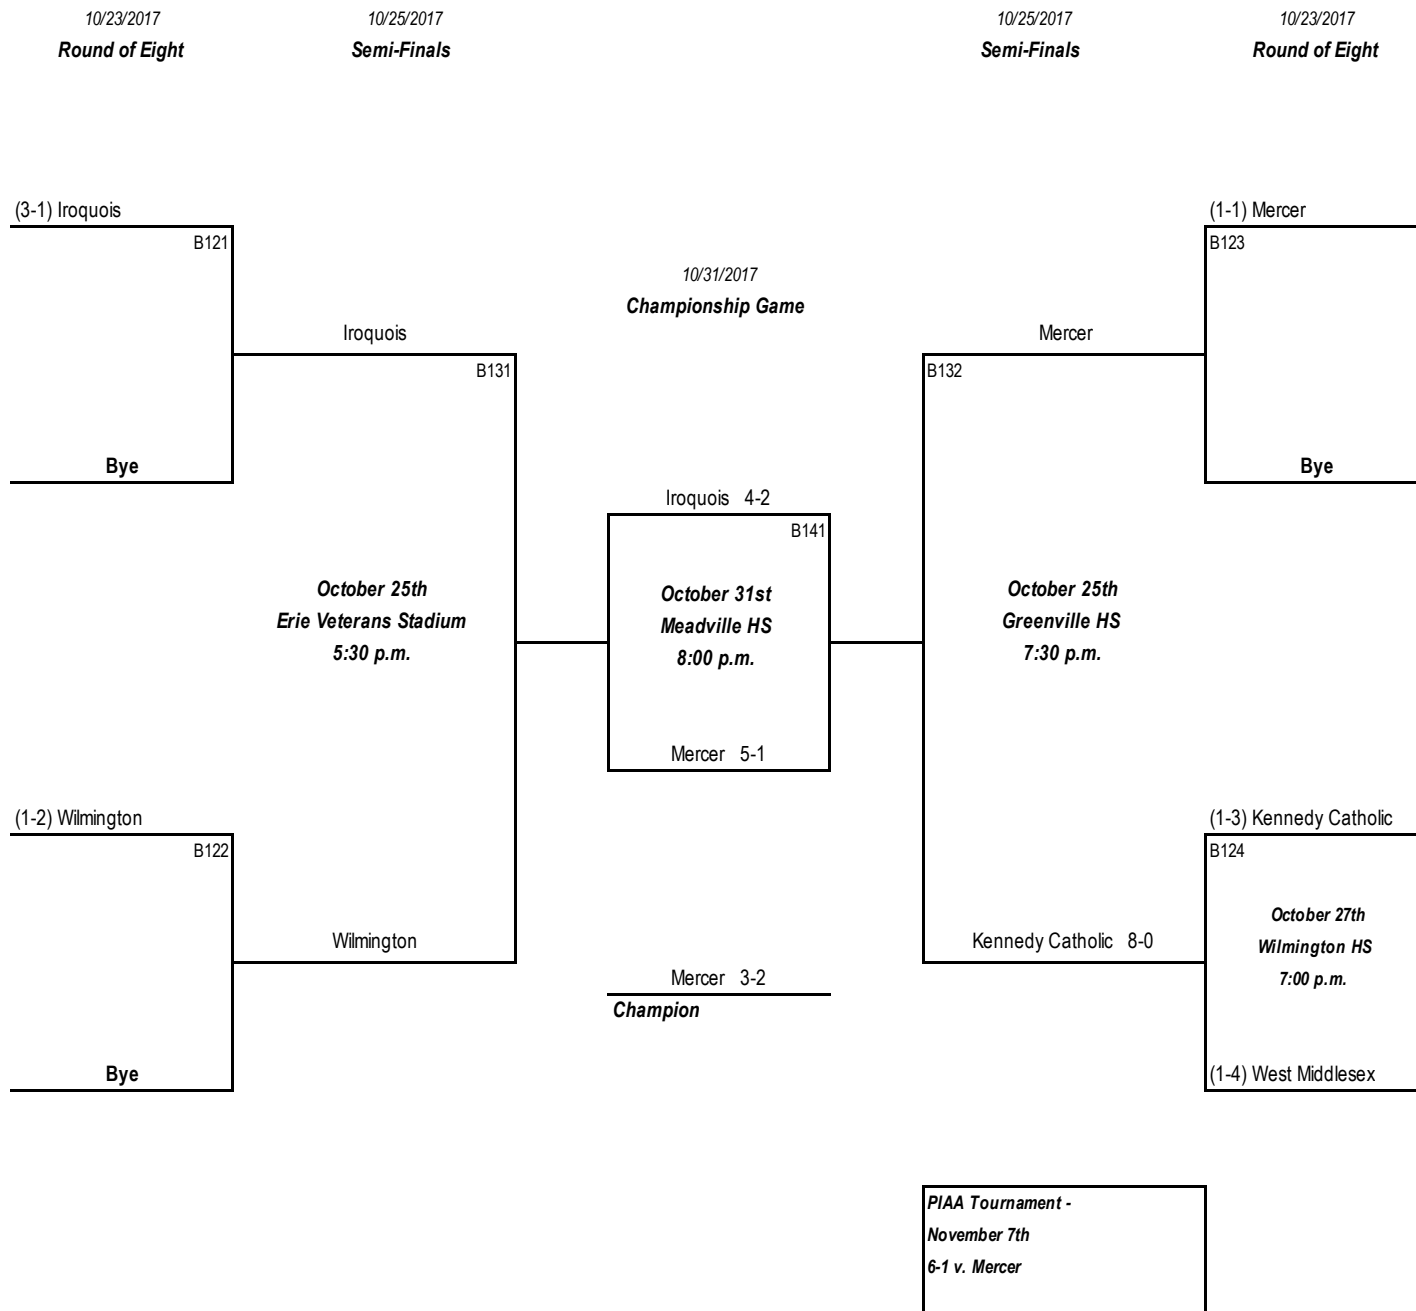 10/23/2017
Round of Eight
10/25/2017
Semi-Finals
10/25/2017
Semi-Finals
10/23/2017
Round of Eight
(3-1) Iroquois
B121
Bye
Iroquois
B131
October 25th
Erie Veterans Stadium
5:30 p.m.
(1-2) Wilmington
B122
Bye
Wilmington
10/31/2017
Championship Game
Iroquois 4-2
B141
October 31st
Meadville HS
8:00 p.m.
Mercer 5-1
Mercer 3-2
Champion
Mercer
B132
October 25th
Greenville HS
7:30 p.m.
Kennedy Catholic 8-0
(1-1) Mercer
B123
Bye
(1-3) Kennedy Catholic
B124
October 27th
Wilmington HS
7:00 p.m.
(1-4) West Middlesex
PIAA Tournament -
November 7th
6-1 v. Mercer